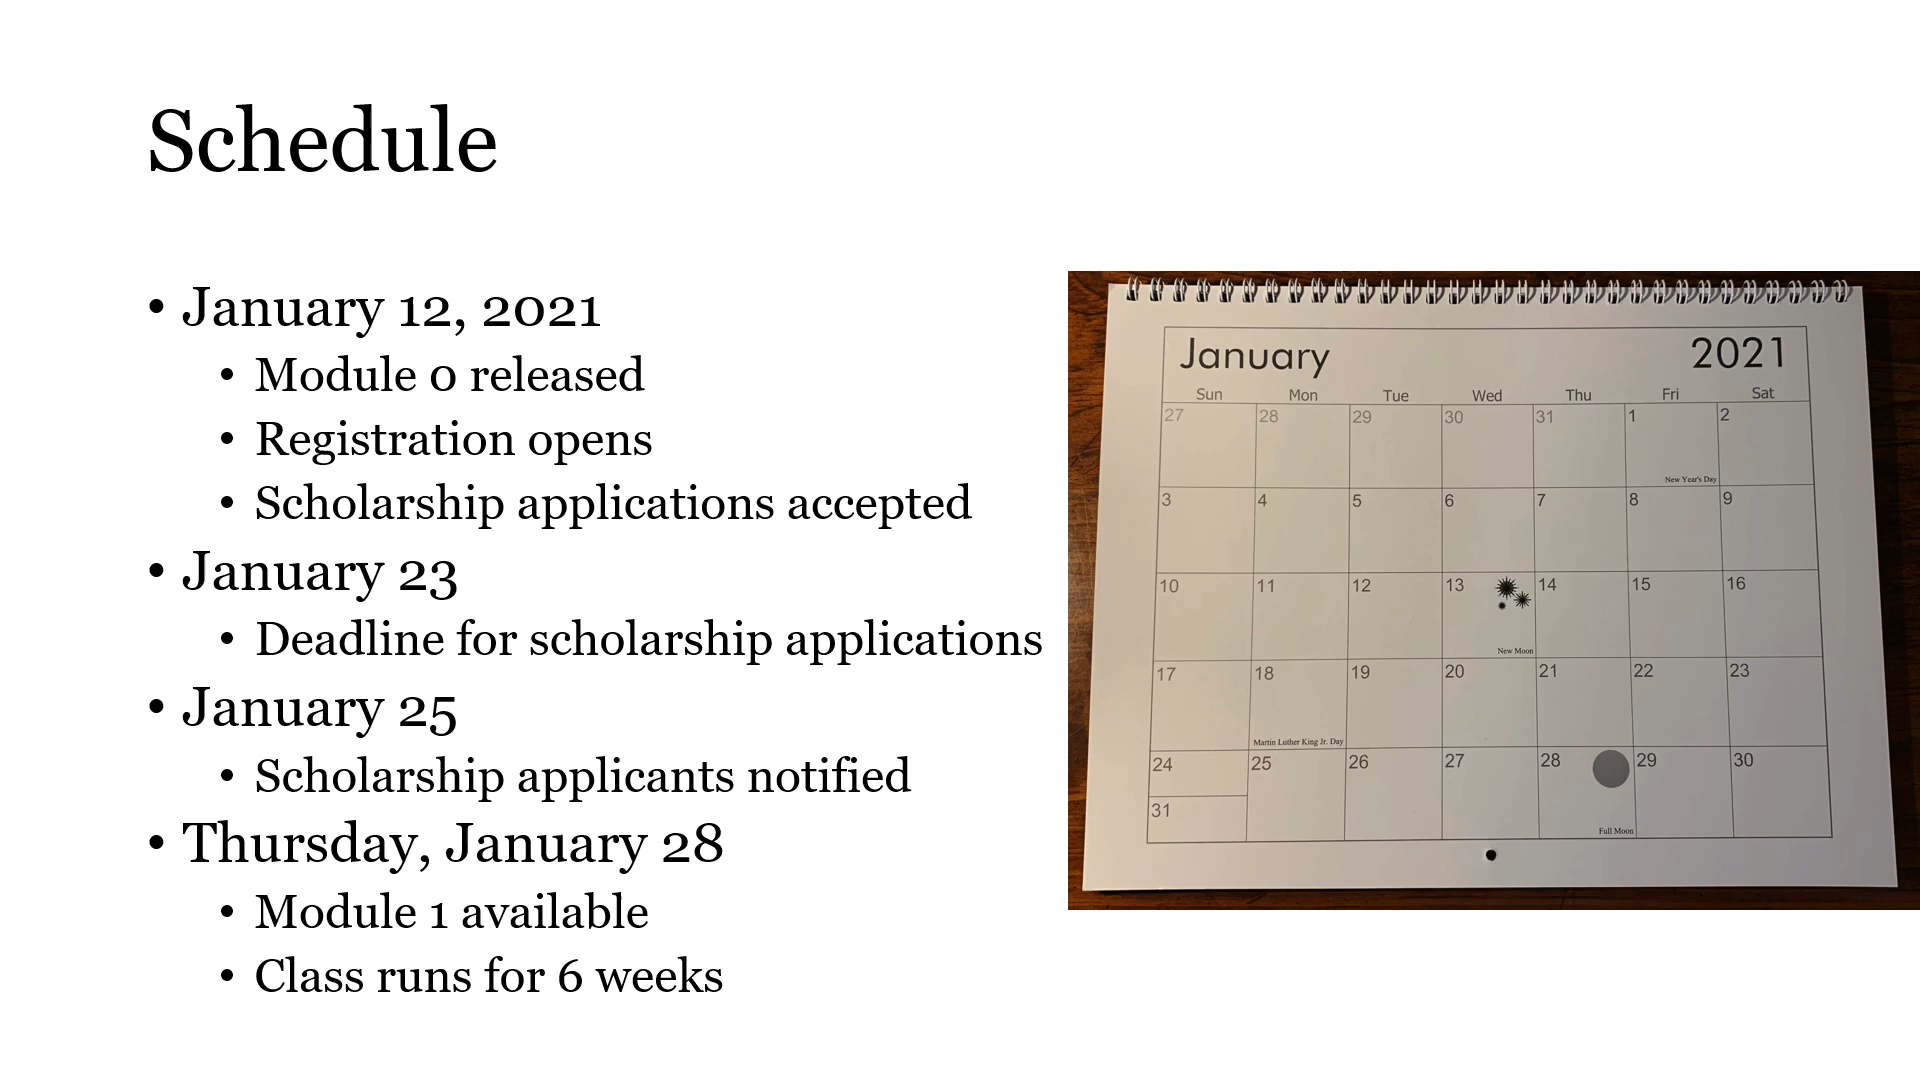 Schedule
• January 12, 2021
• Module 0 released
• Registration opens
• Scholarship applications accepted
• January 23
• Deadline for scholarship applications
• January 25
• Scholarship applicants notified
• Thursday, January 28
• Module 1 available
• Class runs for 6 weeks
January 2021
Sun Mon Tue Wed Thu Fri Sat
27 28 29 30 31 1 2
New Year's Day
3 4 5 6 7 8 9
10 11 12 13 14 15 16
New Moon
17 18 19 20 21 22 23
Martin Luther King Jr. Day
24 25 26 27 28 29 30
31
Full Moon